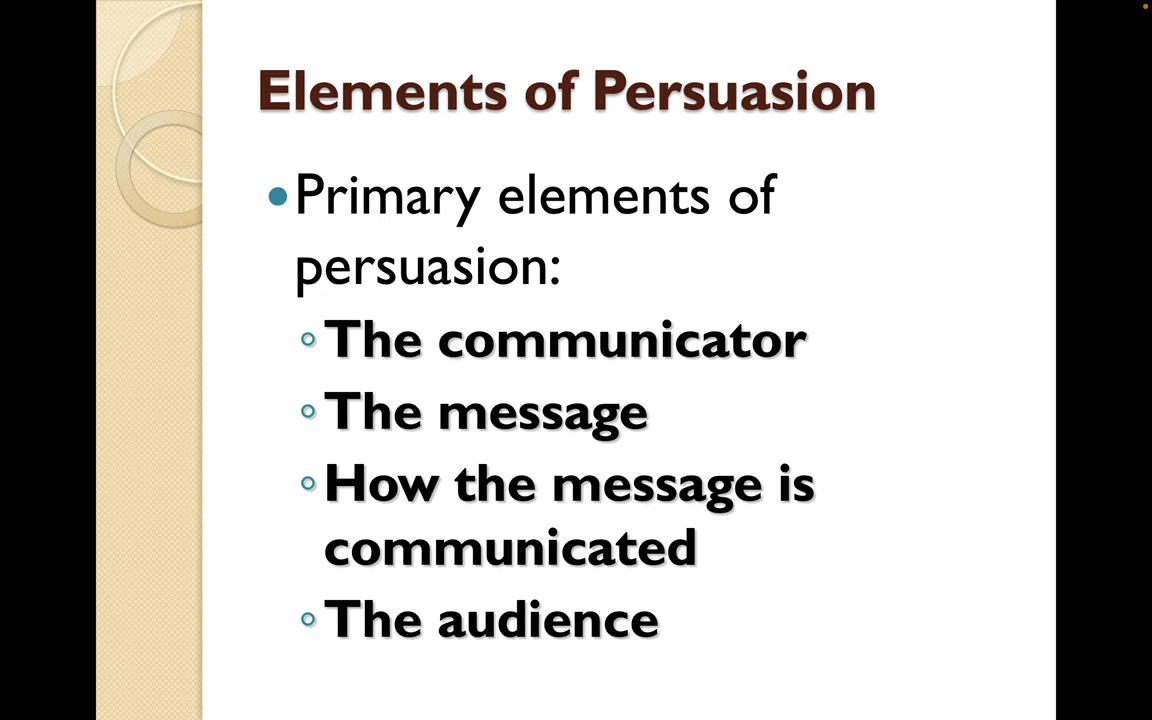 Elements of Persuasion
Primary elements of
persuasion:
The communicator
The message
How the message is
communicated
The audience